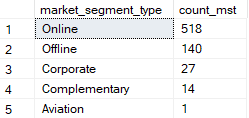 market_segment_type count_mst
1 Online 518
2 Offline 140
3 Corporate 27
4 Complementary 14
5 Aviation 1